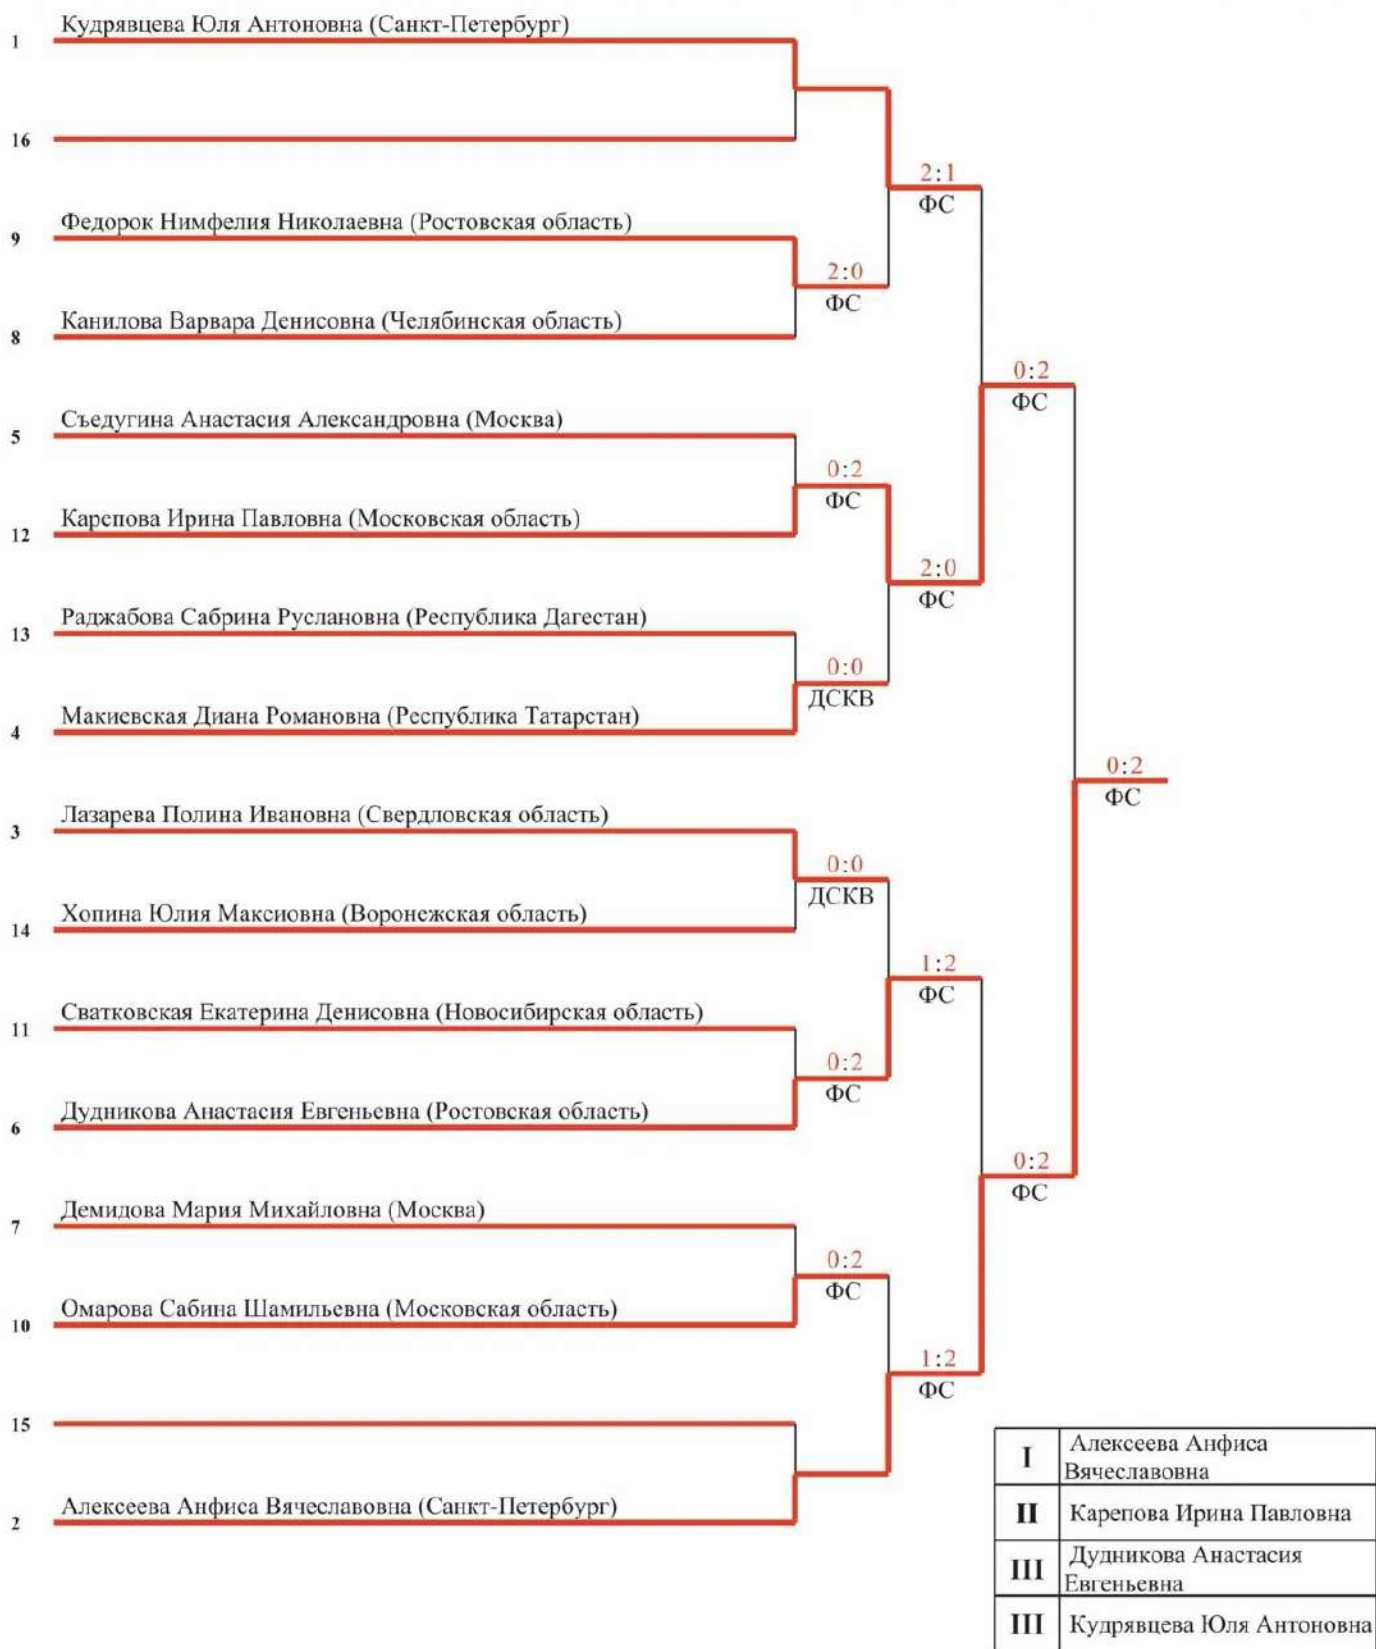 Кудрявцева Юля Антоновна (Санкт-Петербург)
1
16
2:1
ФС
Федорок Нимфелия Николаевна (Ростовская область)
9
2:0
ФС
Канилова Варвара Денисовна (Челябинская область)
8
0:2
ФС
Съедугина Анастасия Александровна (Москва)
5
0:2
ФС
Карепова Ирина Павловна (Московская область)
12
2:0
ФС
Раджабова Сабрина Руслановна (Республика Дагестан)
13
0:0
ДСКВ
Макиевская Диана Романовна (Республика Татарстан)
4
0:2
ФС
Лазарева Полина Ивановна (Свердловская область)
3
0:0
ДСКВ
Хопина Юлия Максиовна (Воронежская область)
14
1:2
ФС
Сватковская Екатерина Денисовна (Новосибирская область)
11
0:2
ФС
Дудникова Анастасия Евгеньевна (Ростовская область)
6
0:2
ФС
Демидова Мария Михайловна (Москва)
7
0:2
ФС
Омарова Сабина Шамильевна (Московская область)
10
1:2
ФС
15
Алексеева Анфиса Вячеславовна (Санкт-Петербург)
2
I Алексеева Анфиса
Вячеславовна
II Карепова Ирина Павловна
III Дудникова Анастасия
Евгеньевна
III Кудрявцева Юля Антоновна